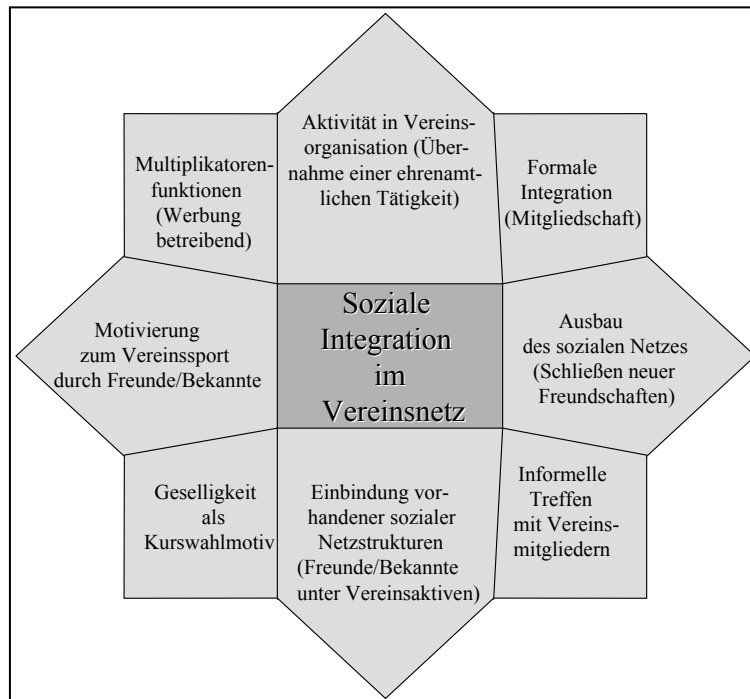 Aktivität in Vereins-
organisation (Über-
nahme einer ehrenamt-
lichen Tätigkeit)
Multiplikatoren-
funktionen
(Werbung
betreibend)
Formale
Integration
(Mitgliedschaft)
Motivierung
zum Vereinssport
durch Freunde/Bekannte
Soziale
Integration
im
Vereinsnetz
Ausbau
des sozialen Netzes
(Schließen neuer
Freundschaften)
Geselligkeit
als
Kurswahlmotiv
Einbindung vor-
handener sozialer
Netzstrukturen
(Freunde/Bekannte
unter Vereinsaktiven)
Informelle
Treffen
mit Vereins-
mitgliedern